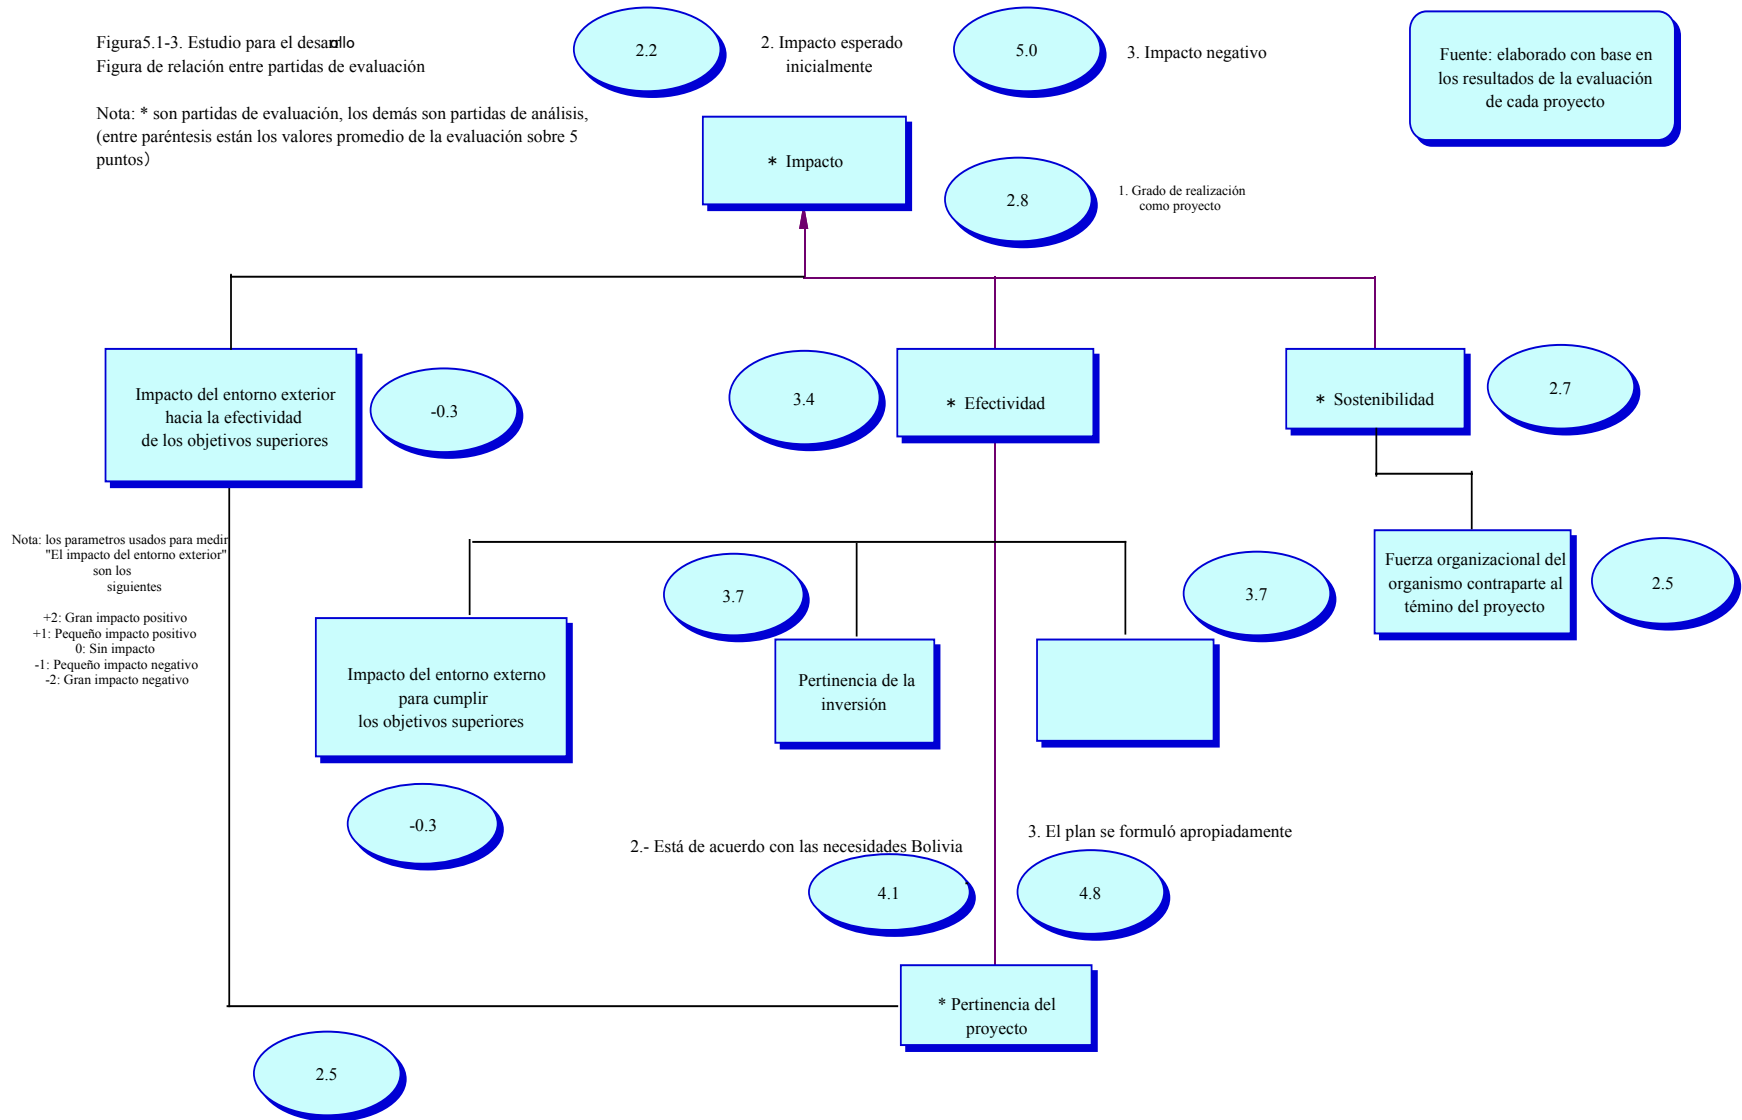 Figura5.1-3. Estudio para el desarrollo
Figura de relación entre partidas de evaluación
Nota: * son partidas de evaluación, los demás son partidas de análisis,
(entre paréntesis están los valores promedio de la evaluación sobre 5
puntos)
2.2
2. Impacto esperado
inicialmente
5.0
3. Impacto negativo
Fuente: elaborado con base en
los resultados de la evaluación
de cada proyecto
* Impacto
2.8
1. Grado de realización
como proyecto
Impacto del entorno exterior
hacia la efectividad
de los objetivos superiores
-0.3
3.4
* Efectividad
* Sostenibilidad
2.7
Nota: los parametros usados para medir
"El impacto del entorno exterior"
son los
siguientes
+2: Gran impacto positivo
+1: Pequeño impacto positivo
0: Sin impacto
-1: Pequeño impacto negativo
-2: Gran impacto negativo
3.7
3.7
Fuerza organizacional del
organismo contraparte al
témino del proyecto
2.5
Impacto del entorno externo
para cumplir
los objetivos superiores
Pertinencia de la
inversión
-0.3
2.- Está de acuerdo con las necesidades Bolivia
3. El plan se formuló apropiadamente
4.1
4.8
* Pertinencia del
proyecto
2.5